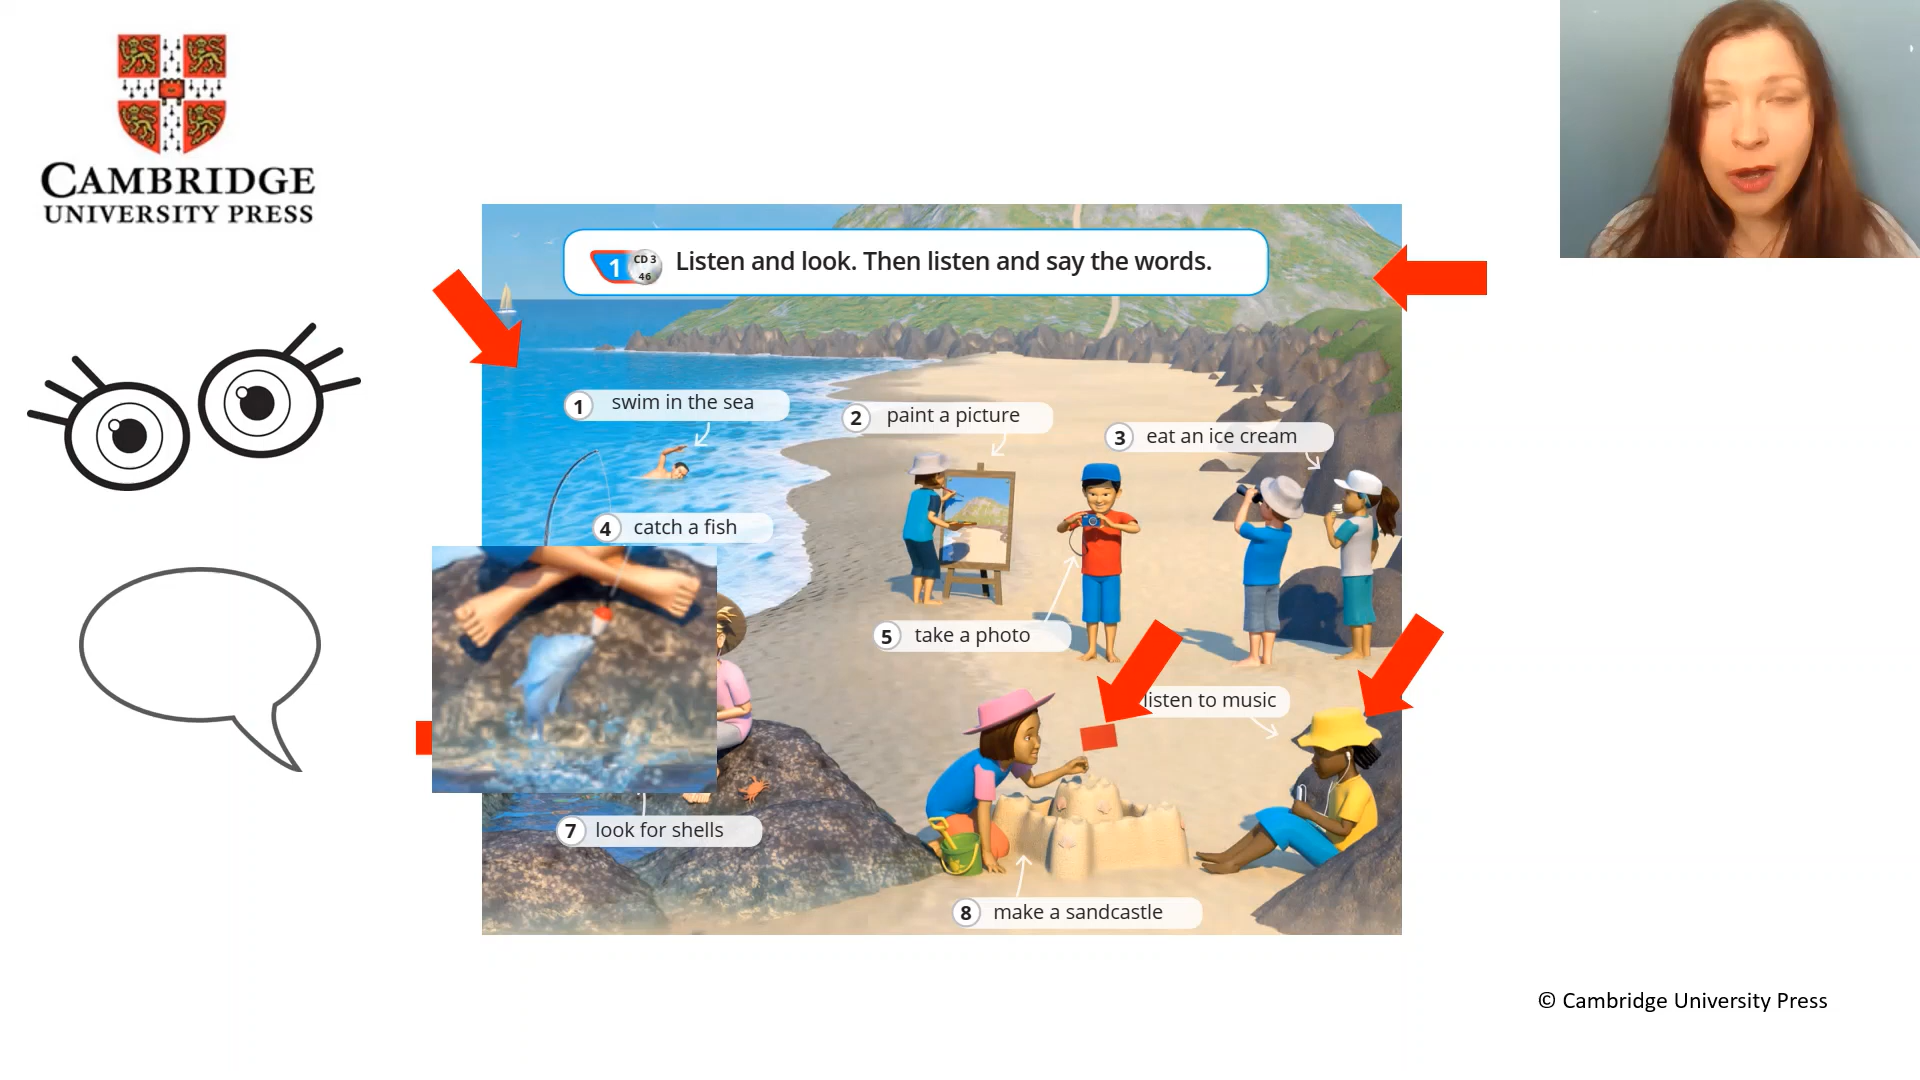 CAMBRIDGE
UNIVERSITY PRESS
1 CD 3 46 Listen and look. Then listen and say the words.
1 swim in the sea
2 paint a picture
3 eat an ice cream
4 catch a fish
5 take a photo
listen to music
7 look for shells
8 make a sandcastle
© Cambridge University Press